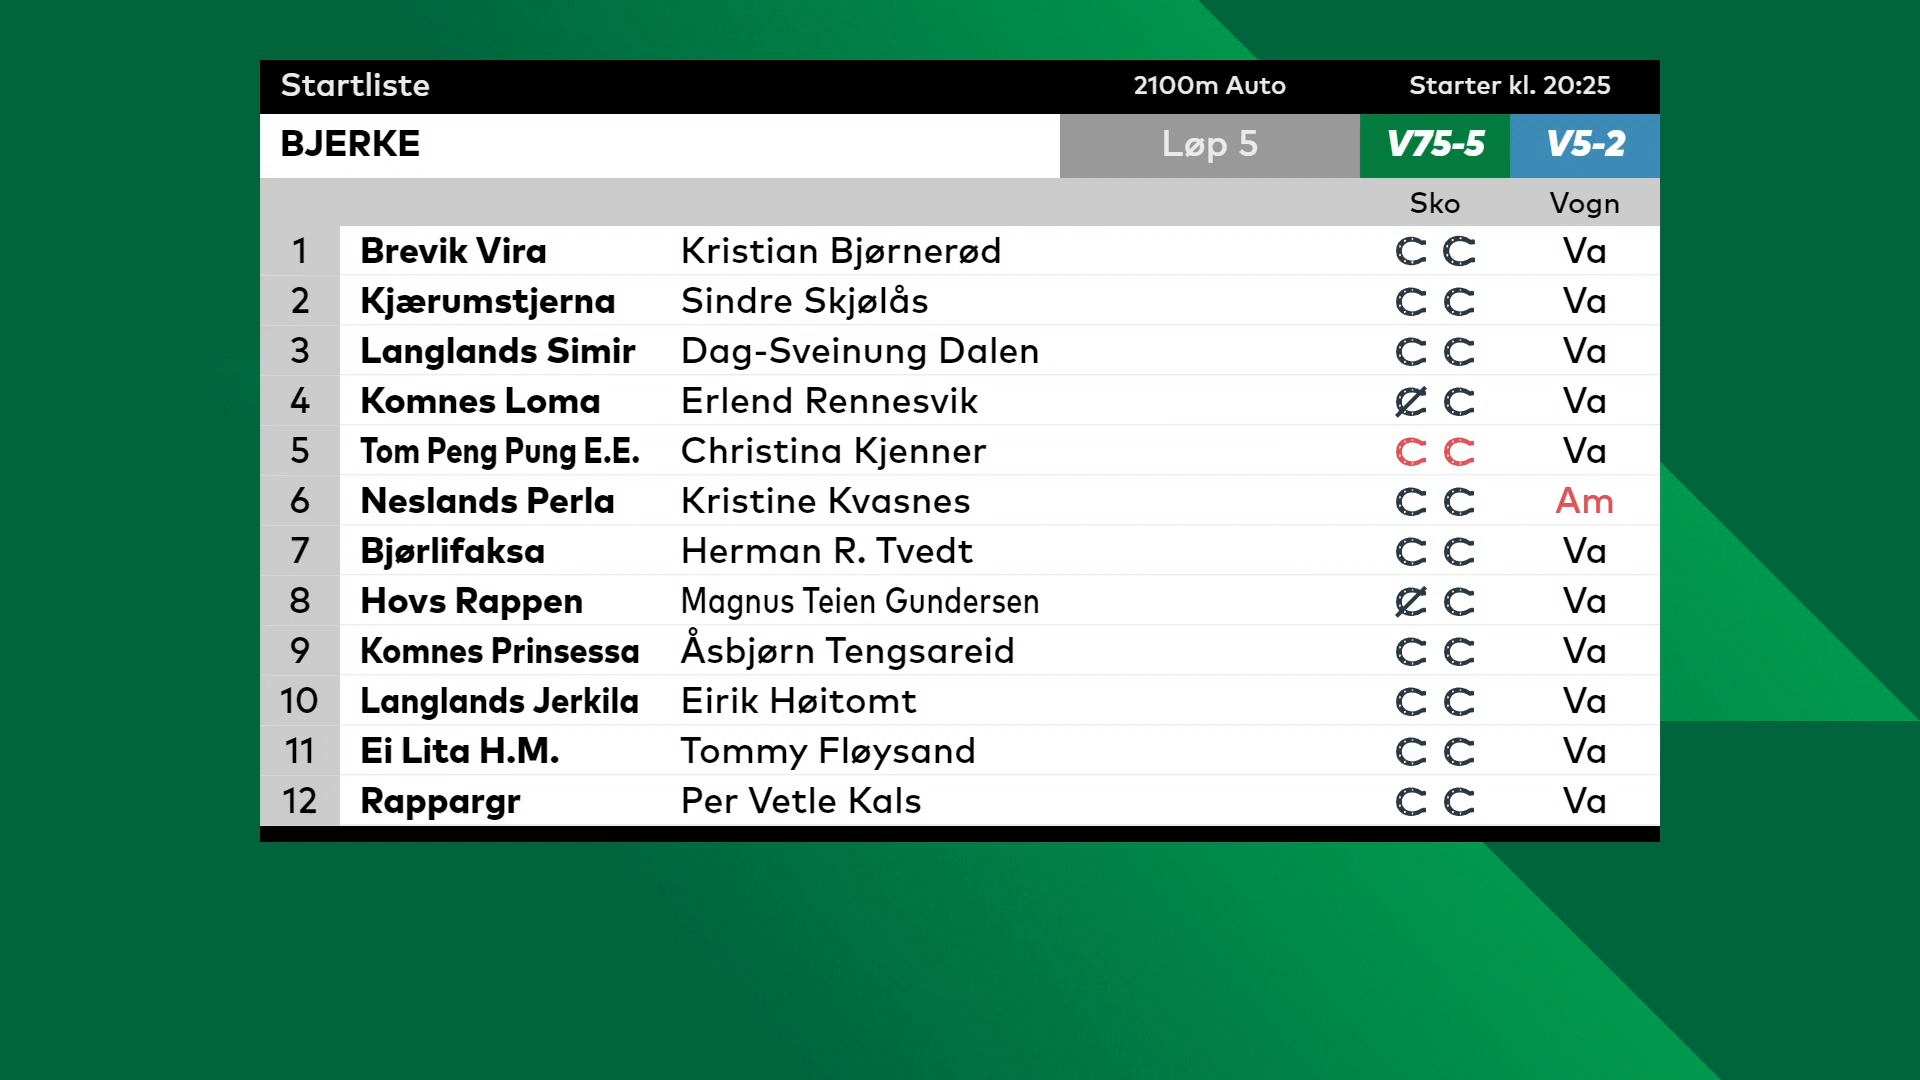 Startliste 2100m Auto Starter kl. 20:25
BJERKE Løp 5 V75-5 V5-2
Sko Vogn
1 Brevik Vira Kristian Bjørnerød Va
2 Kjærumstjerna Sindre Skjølås Va
3 Langlands Simir Dag-Sveinung Dalen Va
4 Komnes Loma Erlend Rennesvik Va
5 Tom Peng Pung E.E. Christina Kjenner Va
6 Neslands Perla Kristine Kvasnes Am
7 Bjørlifaksa Herman R. Tvedt Va
8 Hovs Rappen Magnus Teien Gundersen Va
9 Komnes Prinsessa Åsbjørn Tengsareid Va
10 Langlands Jerkila Eirik Høitomt Va
11 Ei Lita H.M. Tommy Fløysand Va
12 Rappargr Per Vetle Kals Va